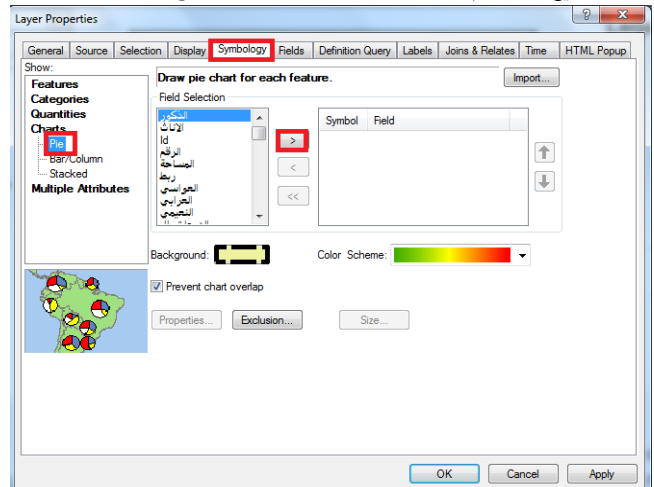 Layer Properties
General Source Selection Display Symbology Fields Definition Query Labels Joins & Relates Time HTML Popup
Show:
Features
Categories
Quantities
Charts
Pie
Bar/Column
Stacked
Multiple Attributes
Draw pie chart for each feature.
Import...
Field Selection
الذكور
الاناث
Id
الرقم
المساحة
ربط
العواسي
العرابي
النعيمي
>
<
<<
Symbol Field
Background:
Color Scheme:
Prevent chart overlap
Properties... Exclusion... Size...
OK Cancel Apply